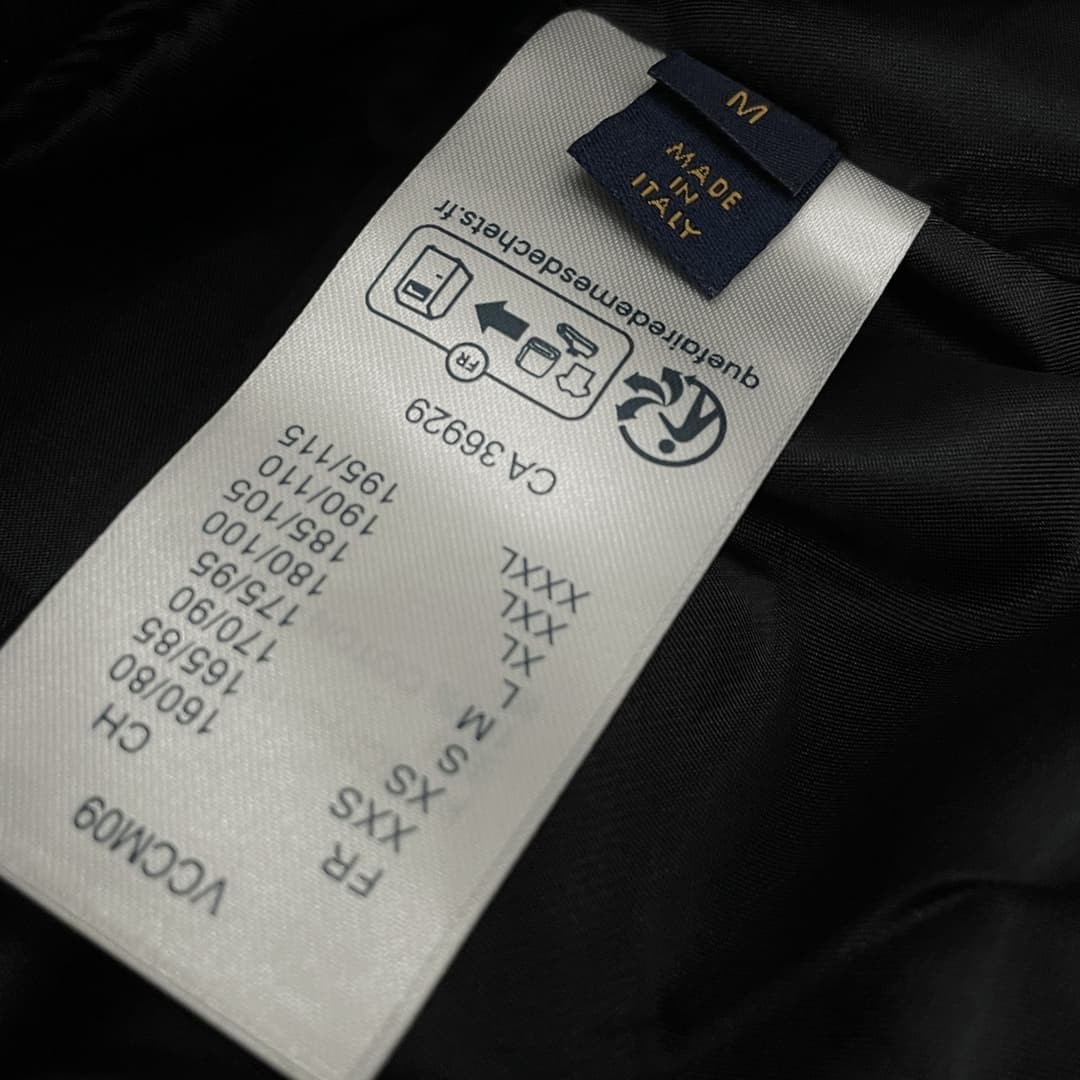 M
MADE
IN
ITALY
VCCM09
FR CH
XXS 160/80
XS 165/85
S 170/90
M 175/95
L 180/100
XL 185/105
XXL 190/110
XXXL 195/115
CA 36929
FR
quefairedemesdechets.fr